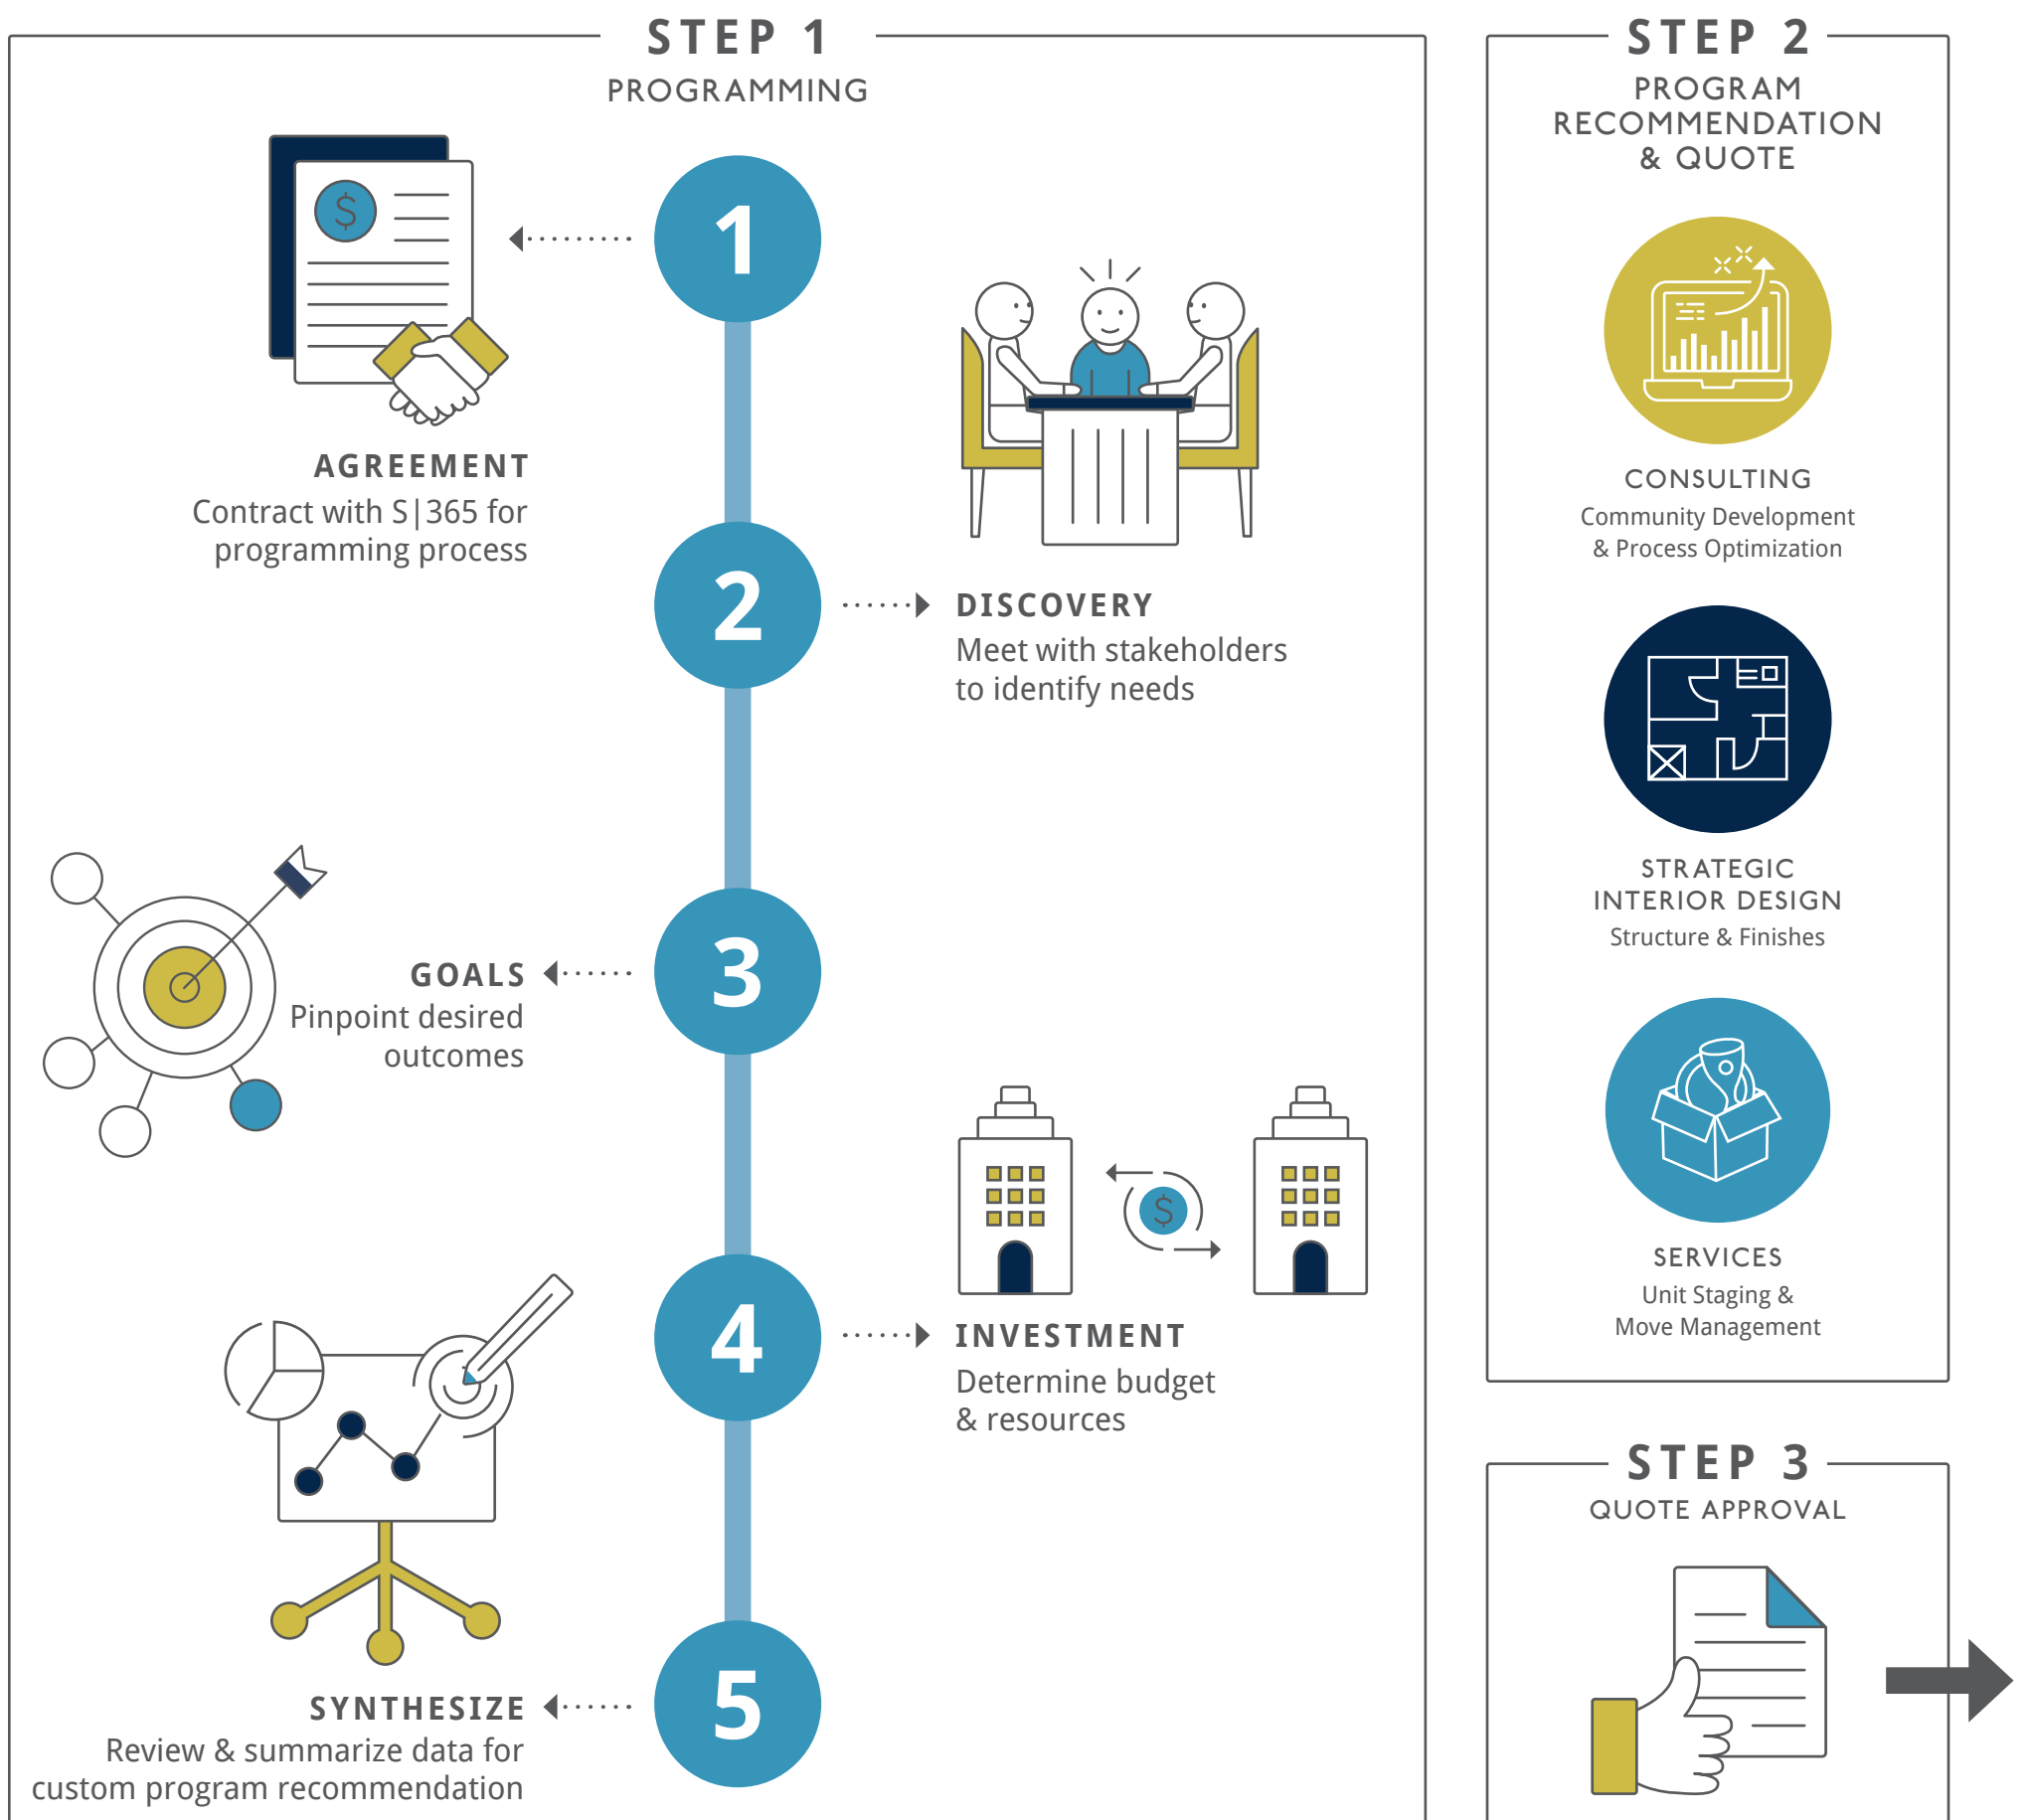 STEP 1
PROGRAMMING
1
$
AGREEMENT
Contract with S|365 for
programming process
2
DISCOVERY
Meet with stakeholders
to identify needs
3
GOALS
Pinpoint desired
outcomes
4
$
INVESTMENT
Determine budget
& resources
5
SYNTHESIZE
Review & summarize data for
custom program recommendation
STEP 2
PROGRAM
RECOMMENDATION
& QUOTE
CONSULTING
Community Development
& Process Optimization
STRATEGIC
INTERIOR DESIGN
Structure & Finishes
SERVICES
Unit Staging &
Move Management
STEP 3
QUOTE APPROVAL